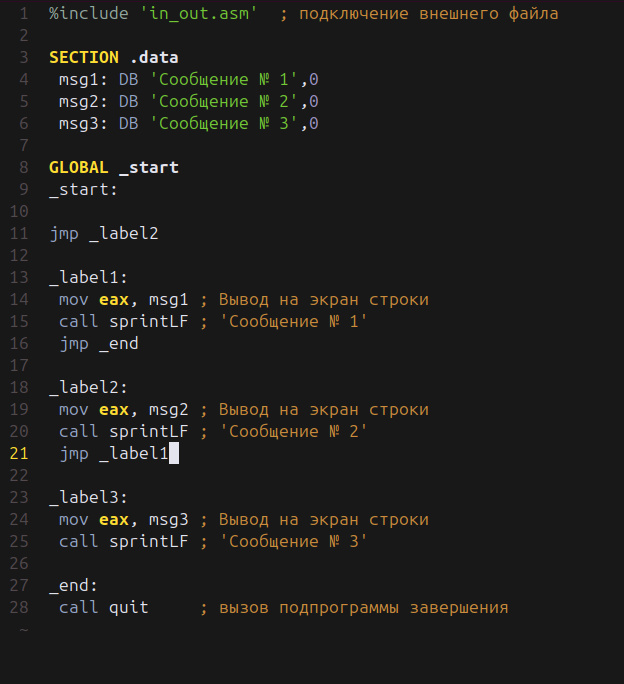 1 %include 'in_out.asm'  ; подключение внешнего файла
2
3 SECTION .data
4  msg1: DB 'Сообщение № 1',0
5  msg2: DB 'Сообщение № 2',0
6  msg3: DB 'Сообщение № 3',0
7
8 GLOBAL _start
9 _start:
10
11 jmp _label2
12
13 _label1:
14  mov eax, msg1 ; Вывод на экран строки
15  call sprintLF ; 'Сообщение № 1'
16  jmp _end
17
18 _label2:
19  mov eax, msg2 ; Вывод на экран строки
20  call sprintLF ; 'Сообщение № 2'
21  jmp _label1
22
23 _label3:
24  mov eax, msg3 ; Вывод на экран строки
25  call sprintLF ; 'Сообщение № 3'
26
27 _end:
28  call quit     ; вызов подпрограммы завершения
~